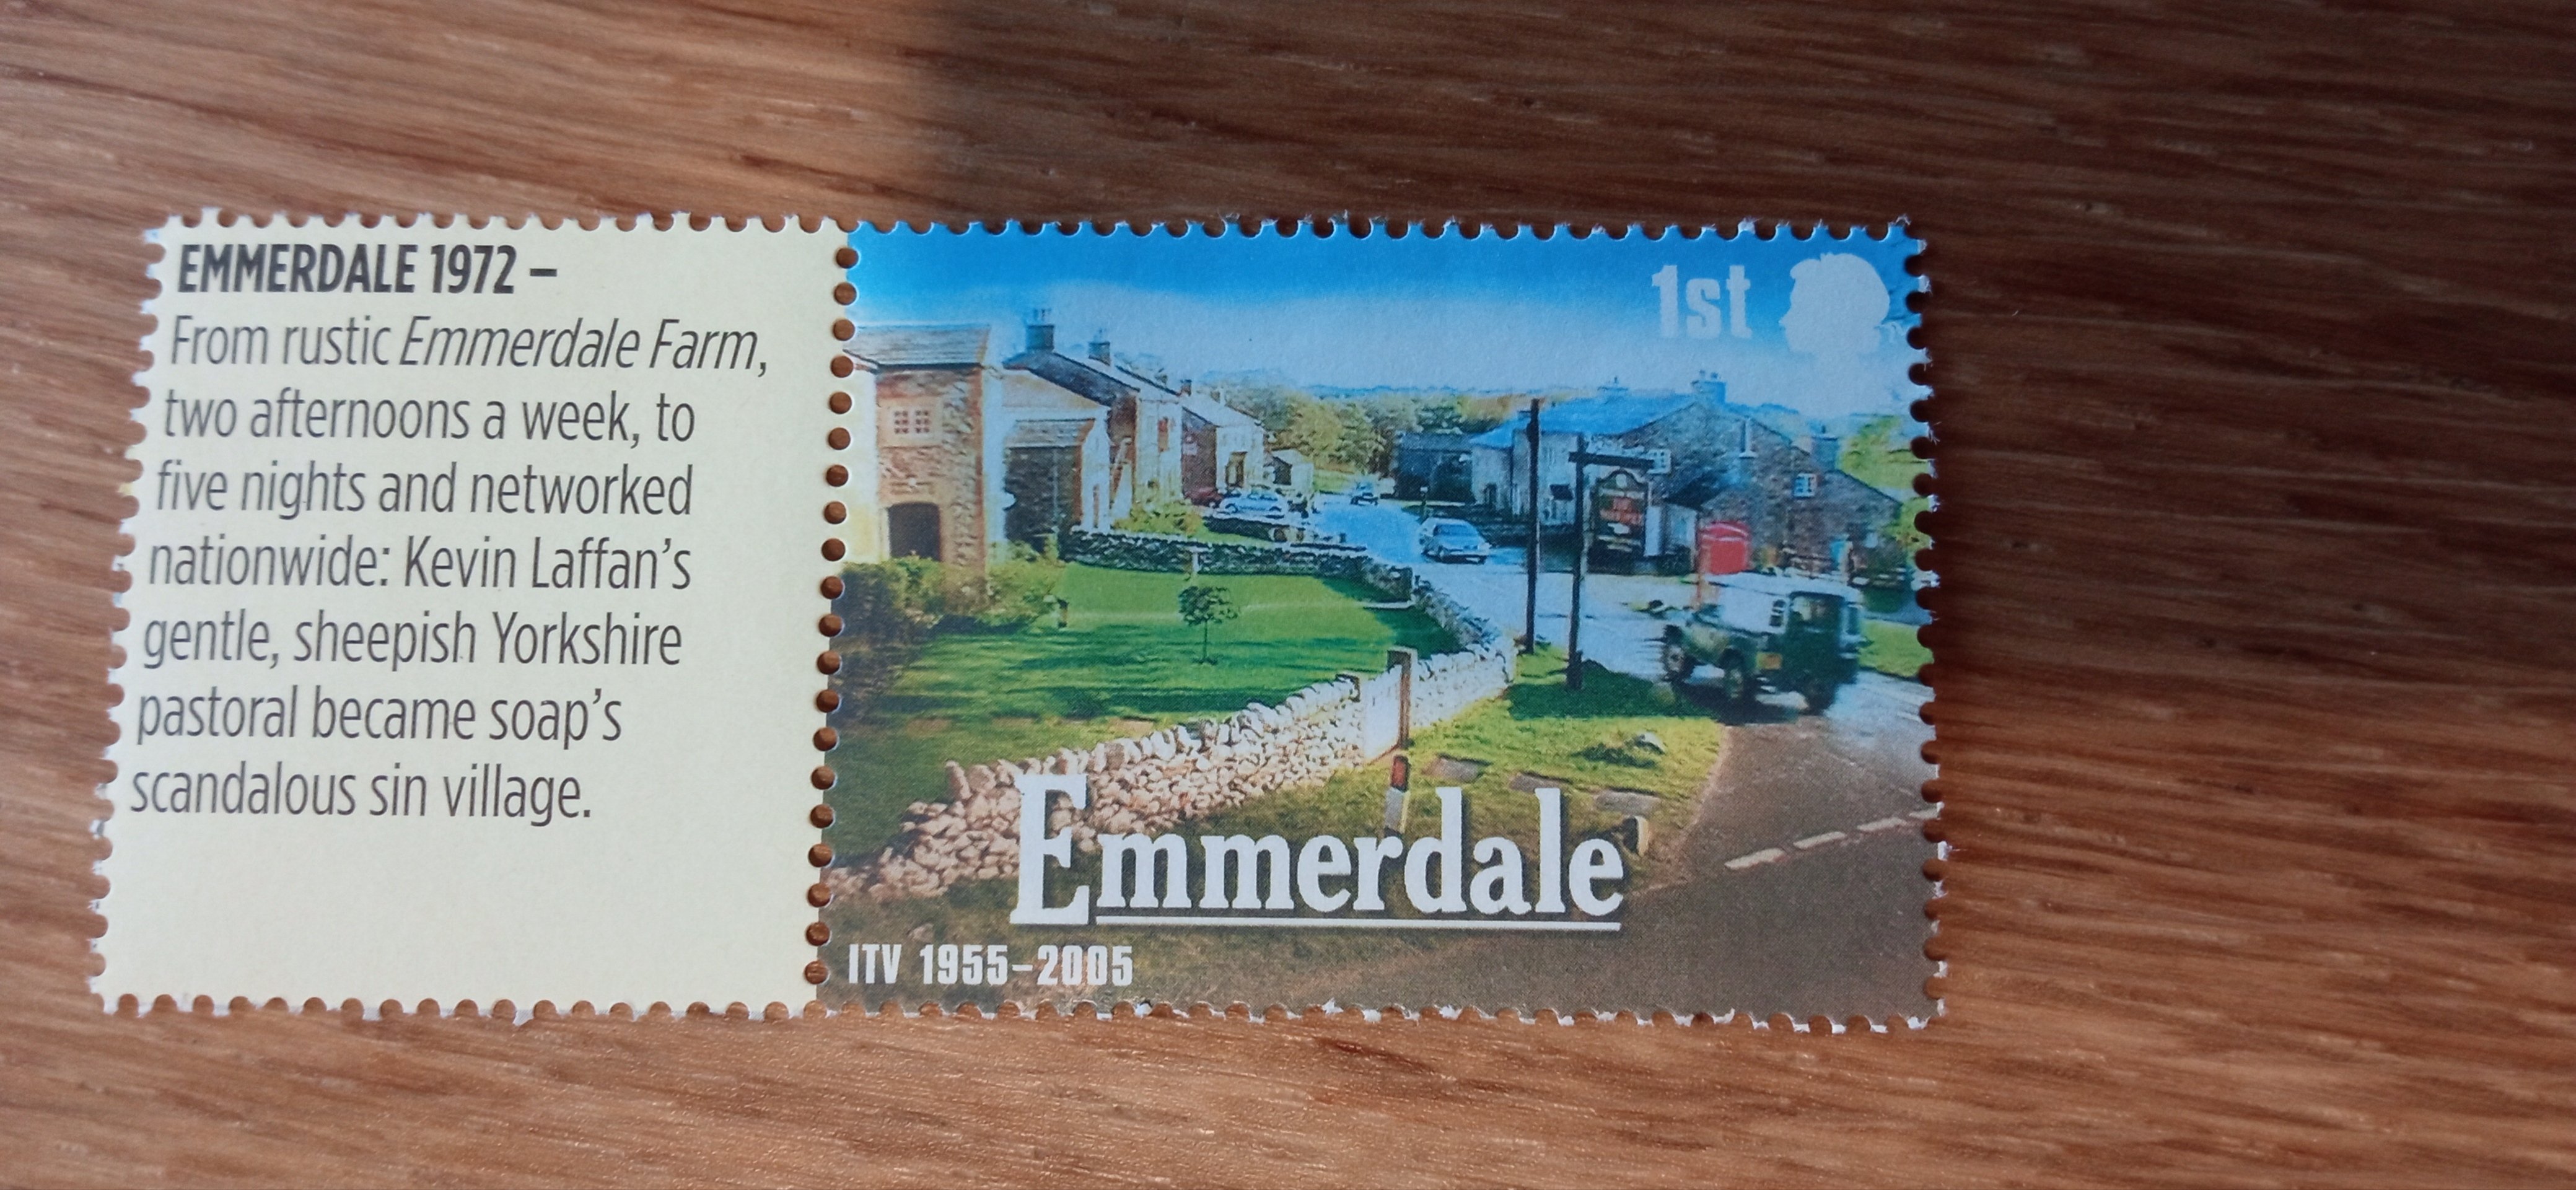 EMMERDALE 1972 –
From rustic Emmerdale Farm,
two afternoons a week, to
five nights and networked
nationwide: Kevin Laffan’s
gentle, sheepish Yorkshire
pastoral became soap’s
scandalous sin village.
1st
Emmerdale
ITV 1955–2005